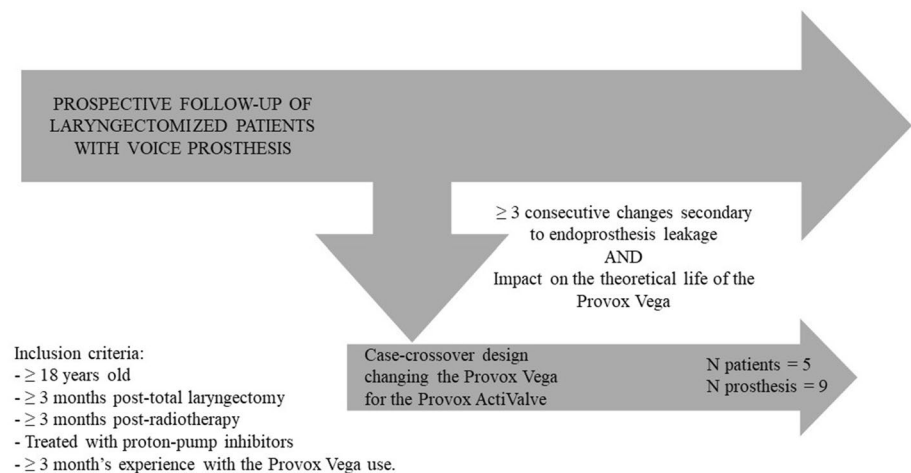 PROSPECTIVE FOLLOW-UP OF
LARYNGECTOMIZED PATIENTS
WITH VOICE PROSTHESIS
≥ 3 consecutive changes secondary
to endoprosthesis leakage
AND
Impact on the theoretical life of the
Provox Vega
Inclusion criteria:
- ≥ 18 years old
- ≥ 3 months post-total laryngectomy
- ≥ 3 months post-radiotherapy
- Treated with proton-pump inhibitors
- ≥ 3 month's experience with the Provox Vega use.
Case-crossover design
changing the Provox Vega
for the Provox ActiValve
N patients = 5
N prosthesis = 9